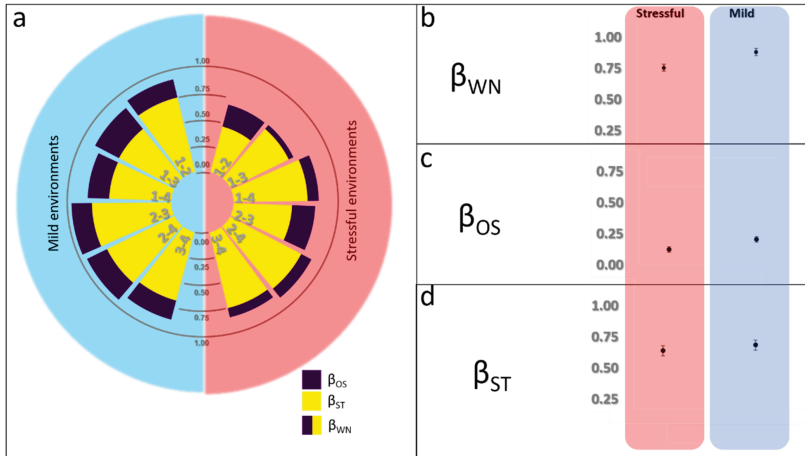 a
Mild environments
Stressful environments
1.00
0.75
0.50
0.25
0.00
1-2
1-3
1-4
2-3
2-4
3-4
1-2
1-3
1-4
2-3
2-4
3-4
0.00
0.25
0.50
0.75
1.00
βOS
βST
βWN
b
Stressful
Mild
βWN
1.00
0.75
0.50
0.25
c
βOS
0.75
0.50
0.25
0.00
d
βST
1.00
0.75
0.50
0.25